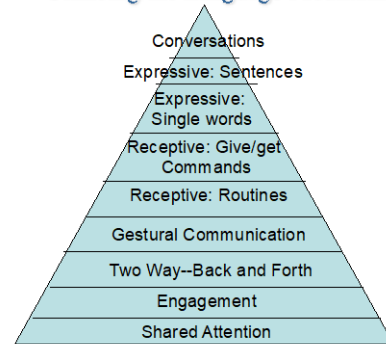 Conversations
Expressive: Sentences
Expressive:
Single words
Receptive: Give/get
Commands
Receptive: Routines
Gestural Communication
Two Way--Back and Forth
Engagement
Shared Attention